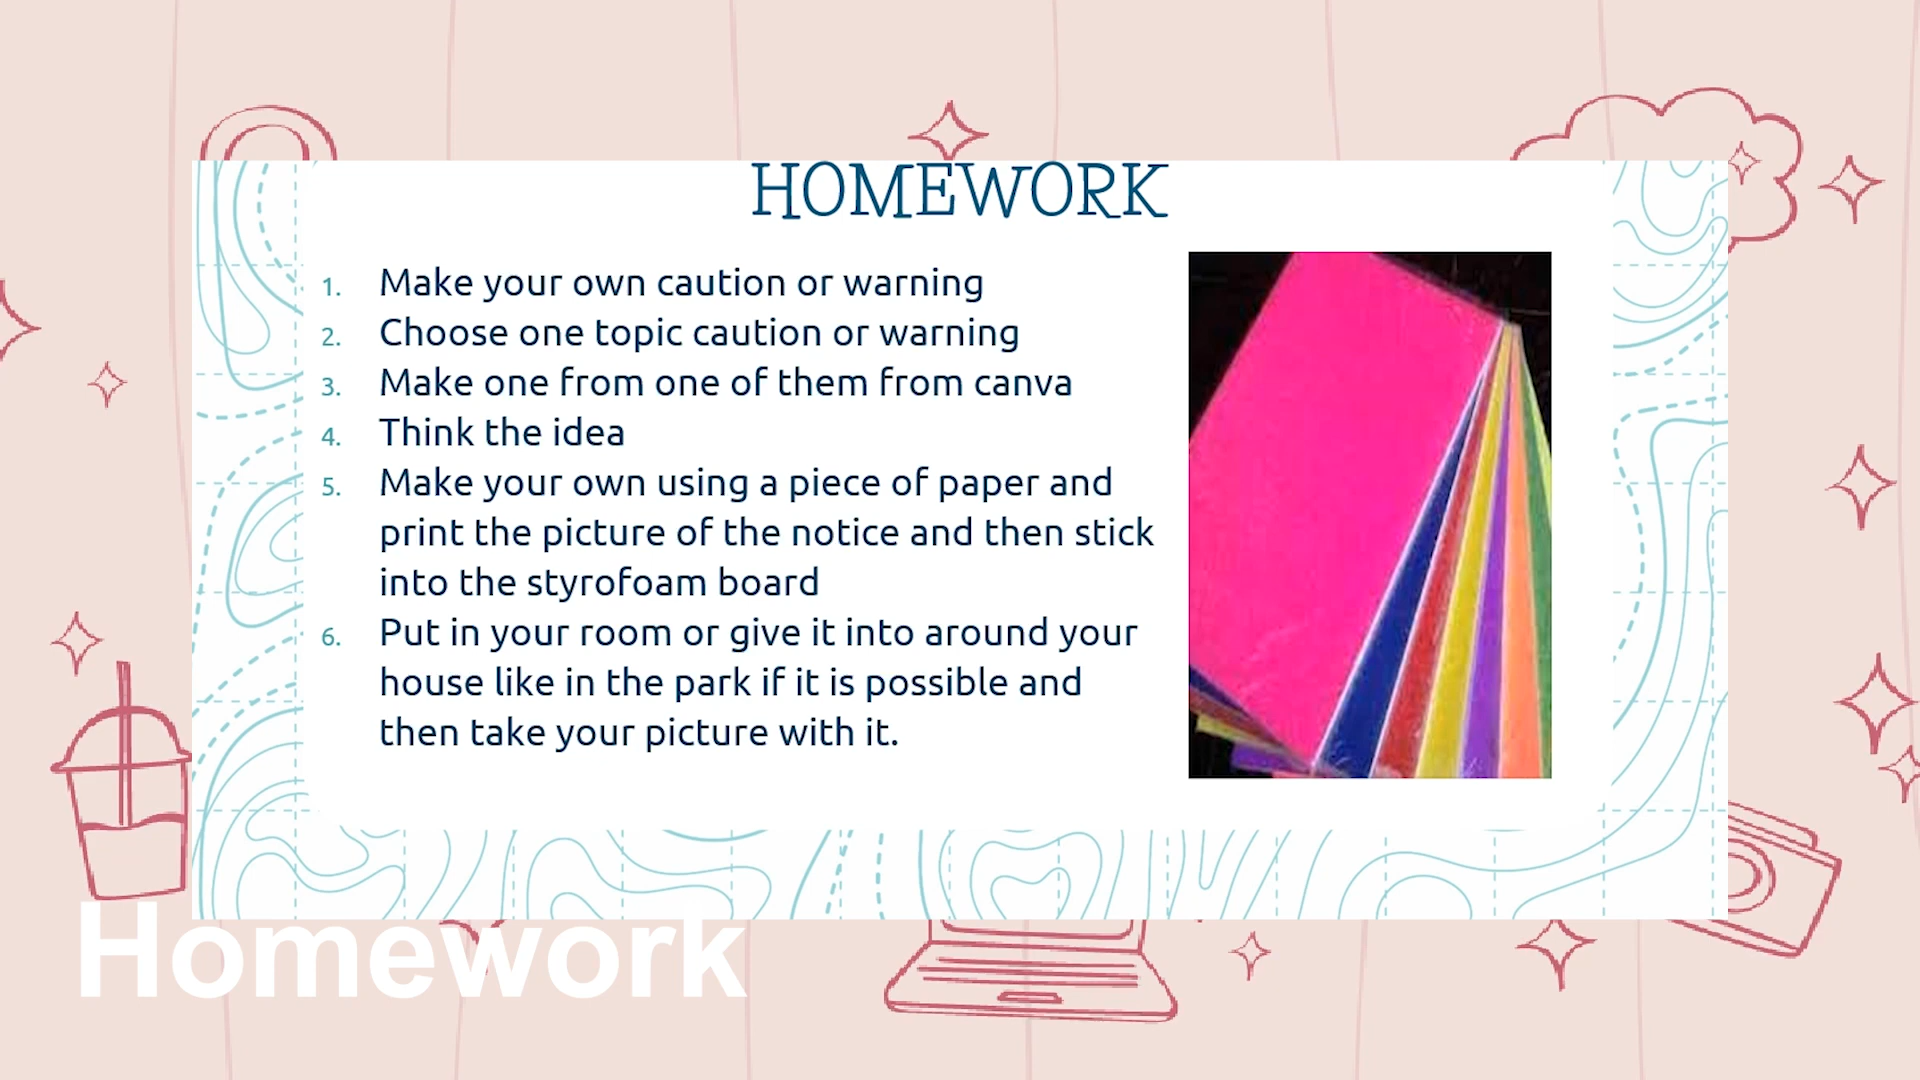 HOMEWORK
1. Make your own caution or warning
2. Choose one topic caution or warning
3. Make one from one of them from canva
4. Think the idea
5. Make your own using a piece of paper and
print the picture of the notice and then stick
into the styrofoam board
6. Put in your room or give it into around your
house like in the park if it is possible and
then take your picture with it.
Homework